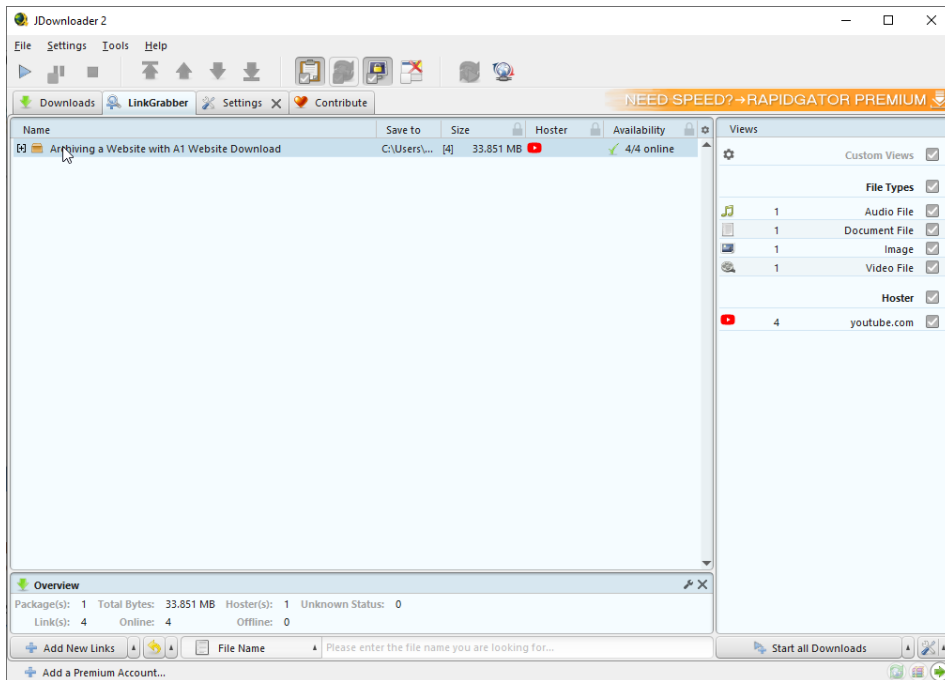 JDownloader 2
File Settings Tools Help
Downloads LinkGrabber Settings Contribute
NEED SPEED?→RAPIDGATOR PREMIUM
Name Save to Size Hoster Availability
[+] Archiving a Website with A1 Website Download C:\Users\... [4] 33.851 MB 4/4 online
Views
Custom Views
File Types
1 Audio File
1 Document File
1 Image
1 Video File
Hoster
4 youtube.com
Overview
Package(s): 1 Total Bytes: 33.851 MB Hoster(s): 1 Unknown Status: 0
Link(s): 4 Online: 4 Offline: 0
Add New Links File Name Please enter the file name you are looking for... Start all Downloads
Add a Premium Account...